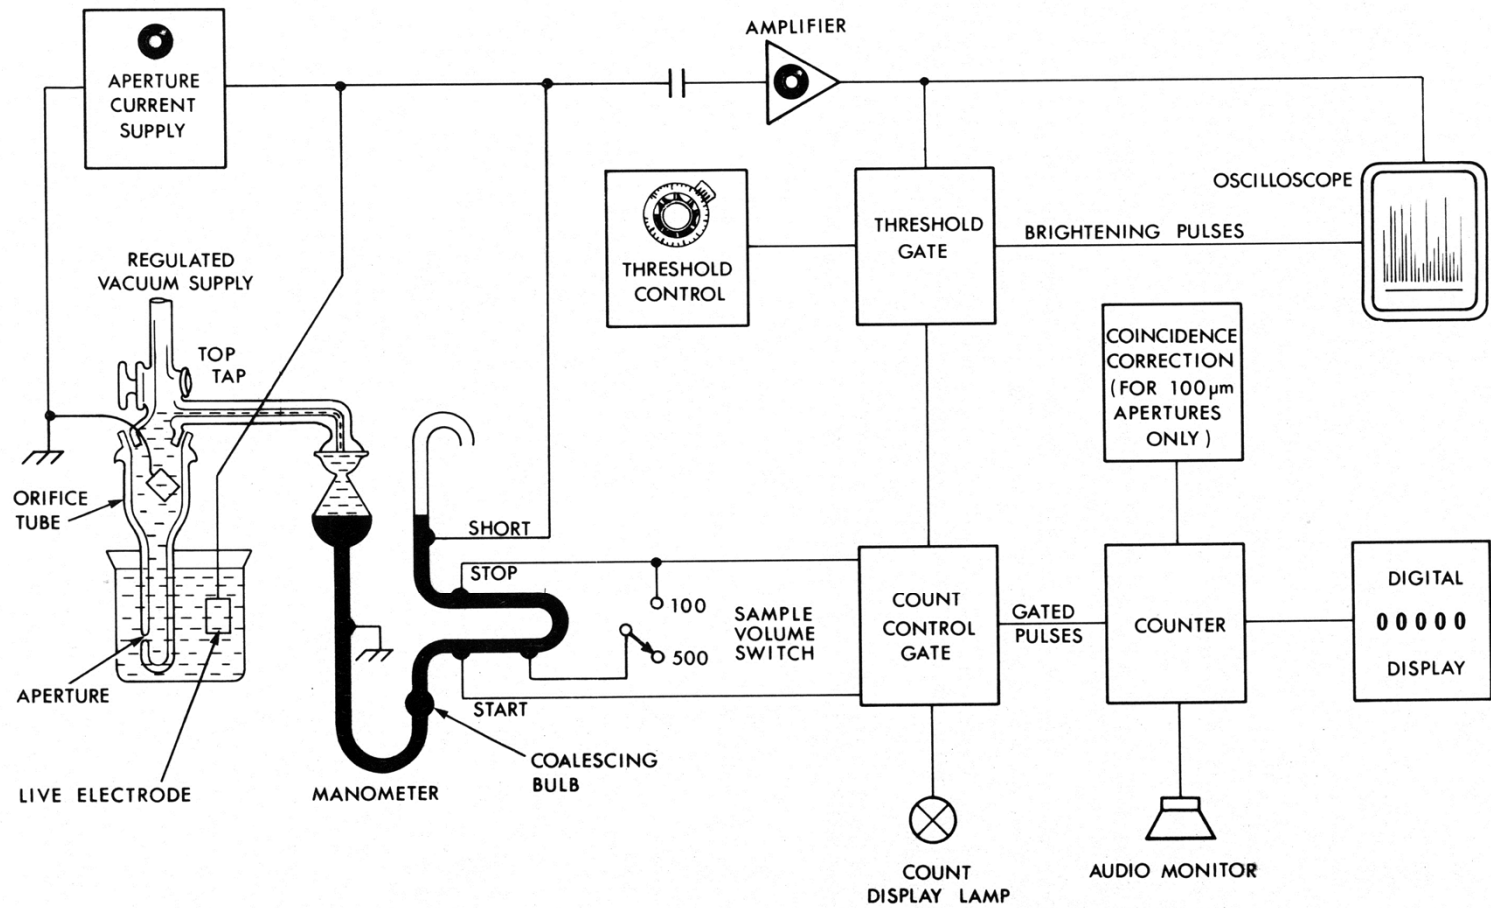 AMPLIFIER
APERTURE
CURRENT
SUPPLY
OSCILLOSCOPE
THRESHOLD
CONTROL
THRESHOLD
GATE
BRIGHTENING PULSES
REGULATED
VACUUM SUPPLY
TOP
TAP
COINCIDENCE
CORRECTION
(FOR 100µm
APERTURES
ONLY)
ORIFICE
TUBE
SHORT
STOP
100
500
SAMPLE
VOLUME
SWITCH
COUNT
CONTROL
GATE
GATED
PULSES
COUNTER
DIGITAL
00000
DISPLAY
APERTURE
START
COALESCING
BULB
LIVE ELECTRODE
MANOMETER
COUNT
DISPLAY LAMP
AUDIO MONITOR